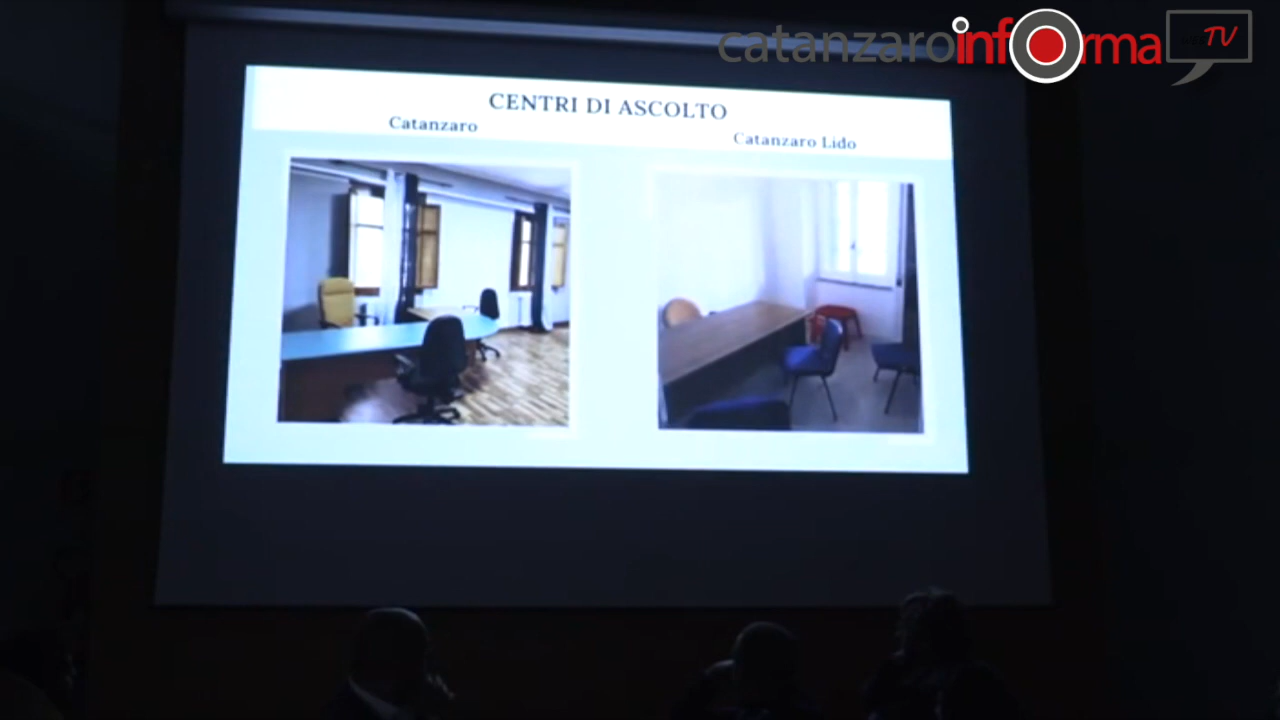 catanzaroinforma
TV
CENTRI DI ASCOLTO
Catanzaro
Catanzaro Lido